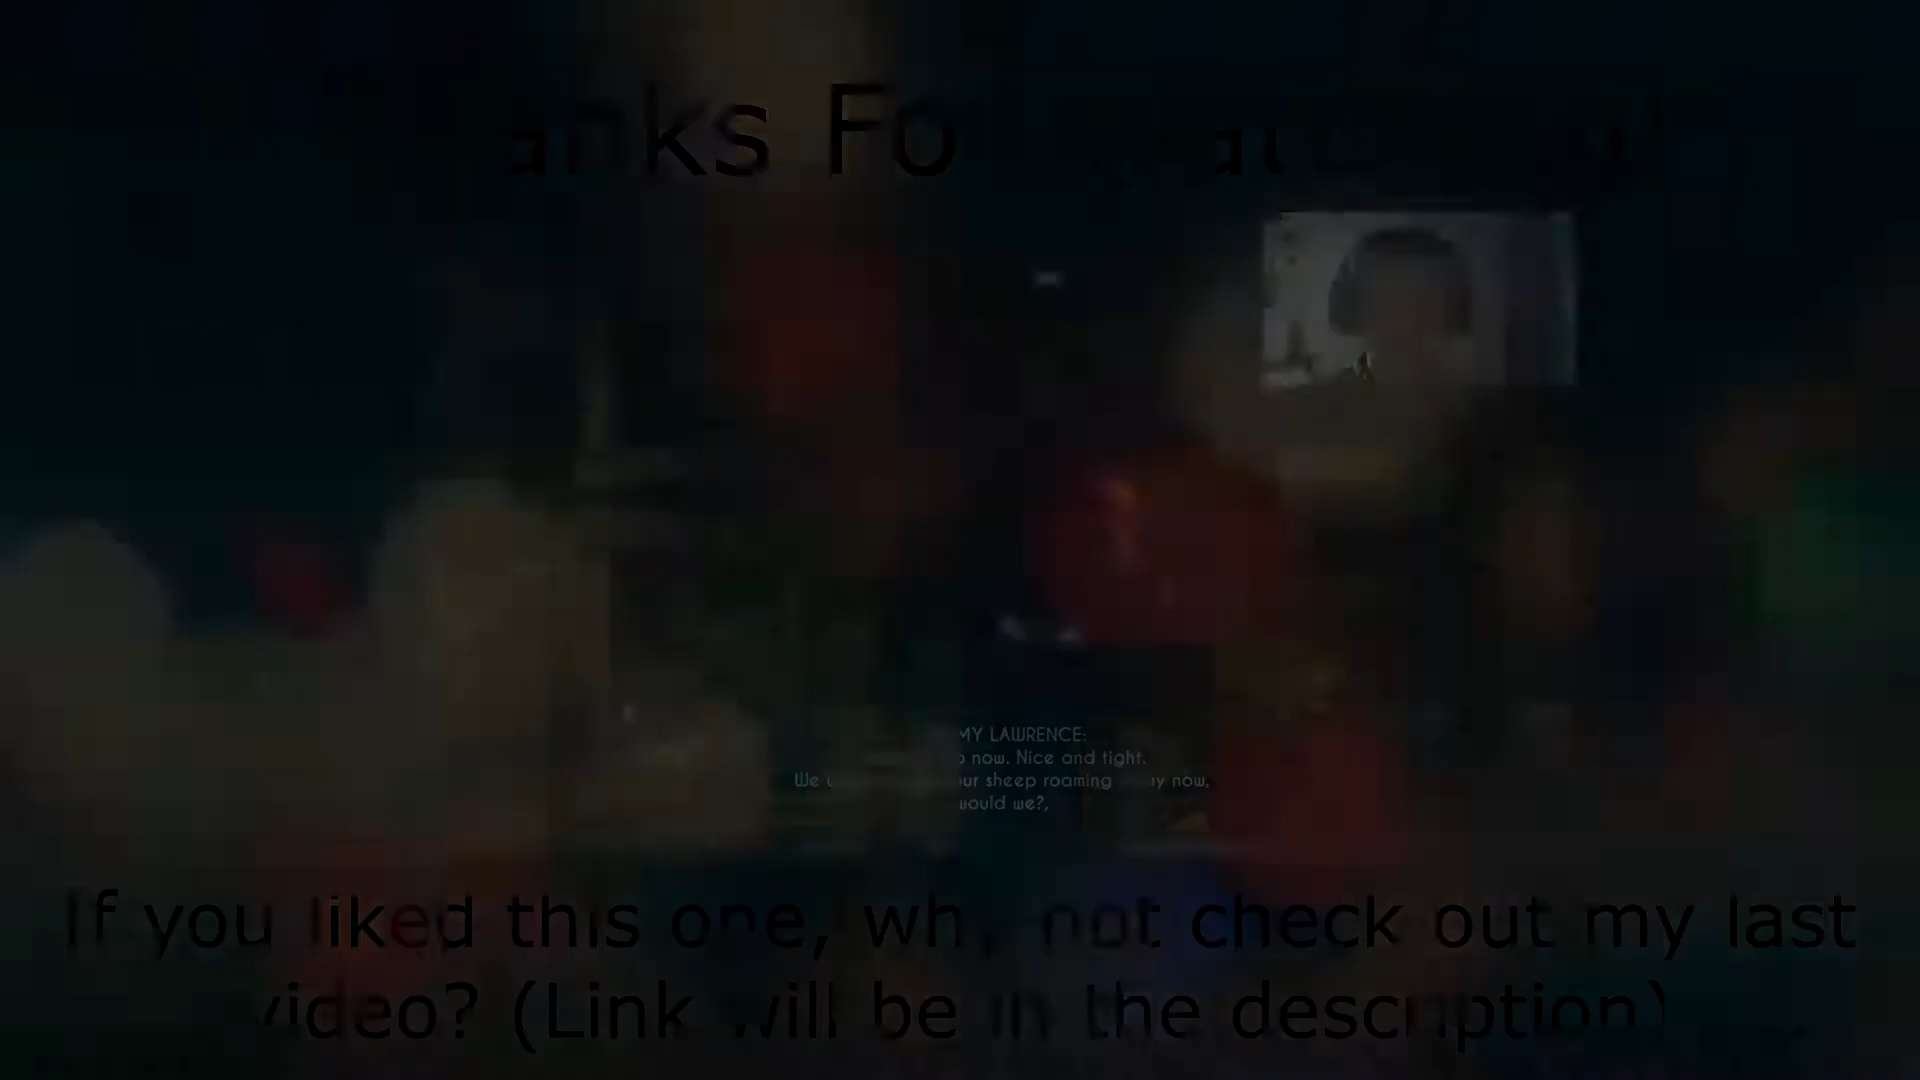 anks Fo
MY LAWRENCE:
now. Nice and tight.
We our sheep roaming now,
would we?,
If you liked this one, why not check out my last
video? (Link will be in the description)